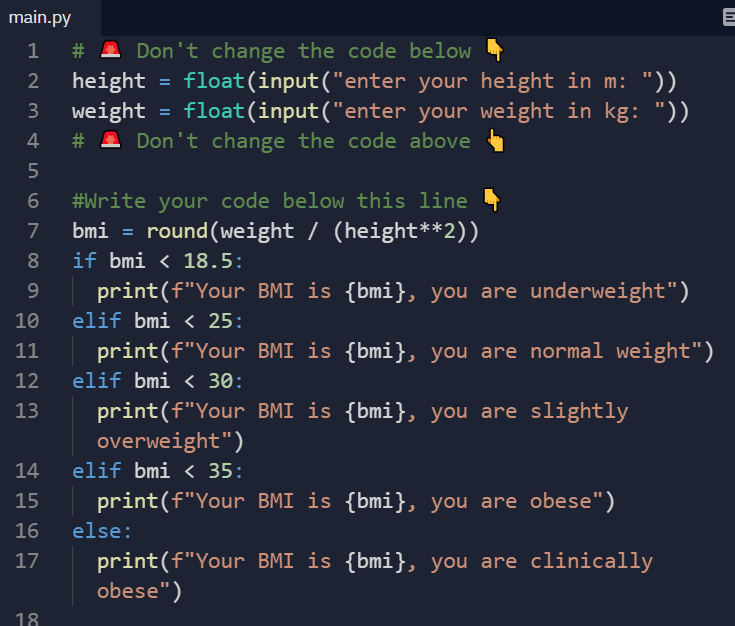 main.py
1 # 🚨 Don't change the code below 👇
2 height = float(input("enter your height in m: "))
3 weight = float(input("enter your weight in kg: "))
4 # 🚨 Don't change the code above 👆
5
6 #Write your code below this line 👇
7 bmi = round(weight / (height**2))
8 if bmi < 18.5:
9     print(f"Your BMI is {bmi}, you are underweight")
10 elif bmi < 25:
11     print(f"Your BMI is {bmi}, you are normal weight")
12 elif bmi < 30:
13     print(f"Your BMI is {bmi}, you are slightly
    overweight")
14 elif bmi < 35:
15     print(f"Your BMI is {bmi}, you are obese")
16 else:
17     print(f"Your BMI is {bmi}, you are clinically
    obese")
18